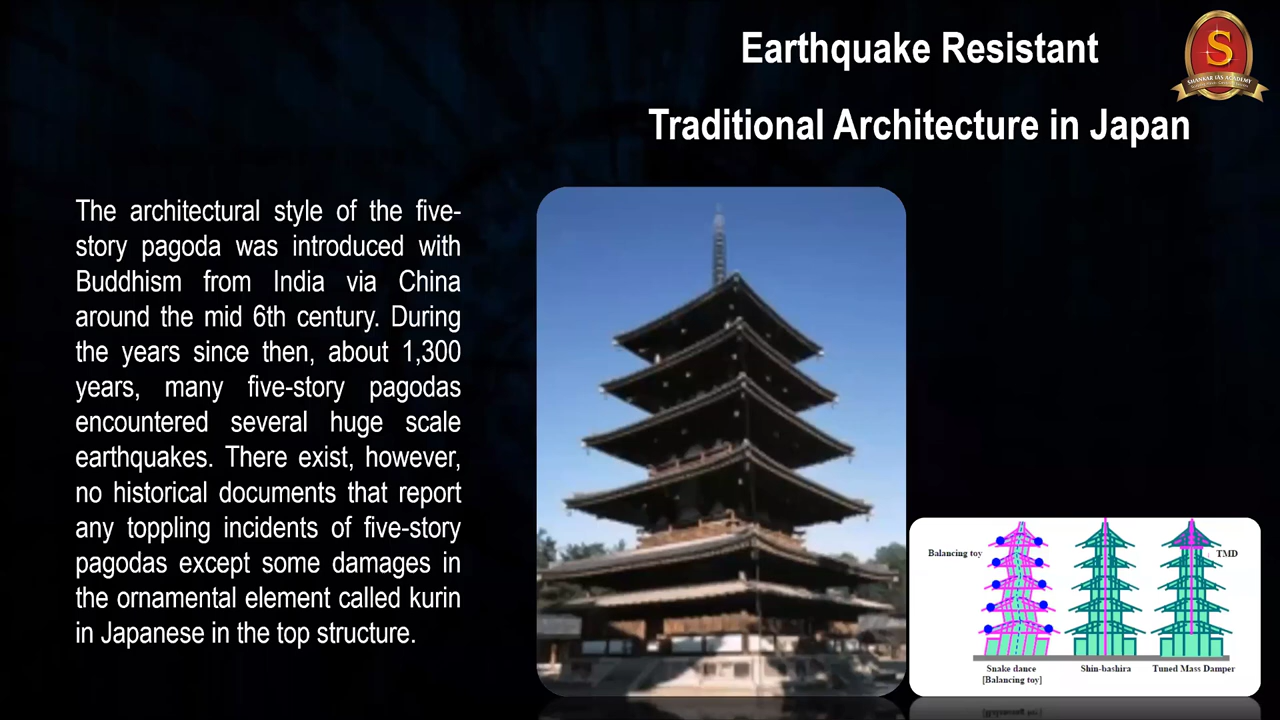 Earthquake Resistant
Traditional Architecture in Japan
S
SHANKAR IAS ACADEMY
The architectural style of the five-
story pagoda was introduced with
Buddhism from India via China
around the mid 6th century. During
the years since then, about 1,300
years, many five-story pagodas
encountered several huge scale
earthquakes. There exist, however,
no historical documents that report
any toppling incidents of five-story
pagodas except some damages in
the ornamental element called kurin
in Japanese in the top structure.
Balancing toy
TMD
Snake dance
[Balancing toy]
Shin-bashira
Tuned Mass Damper